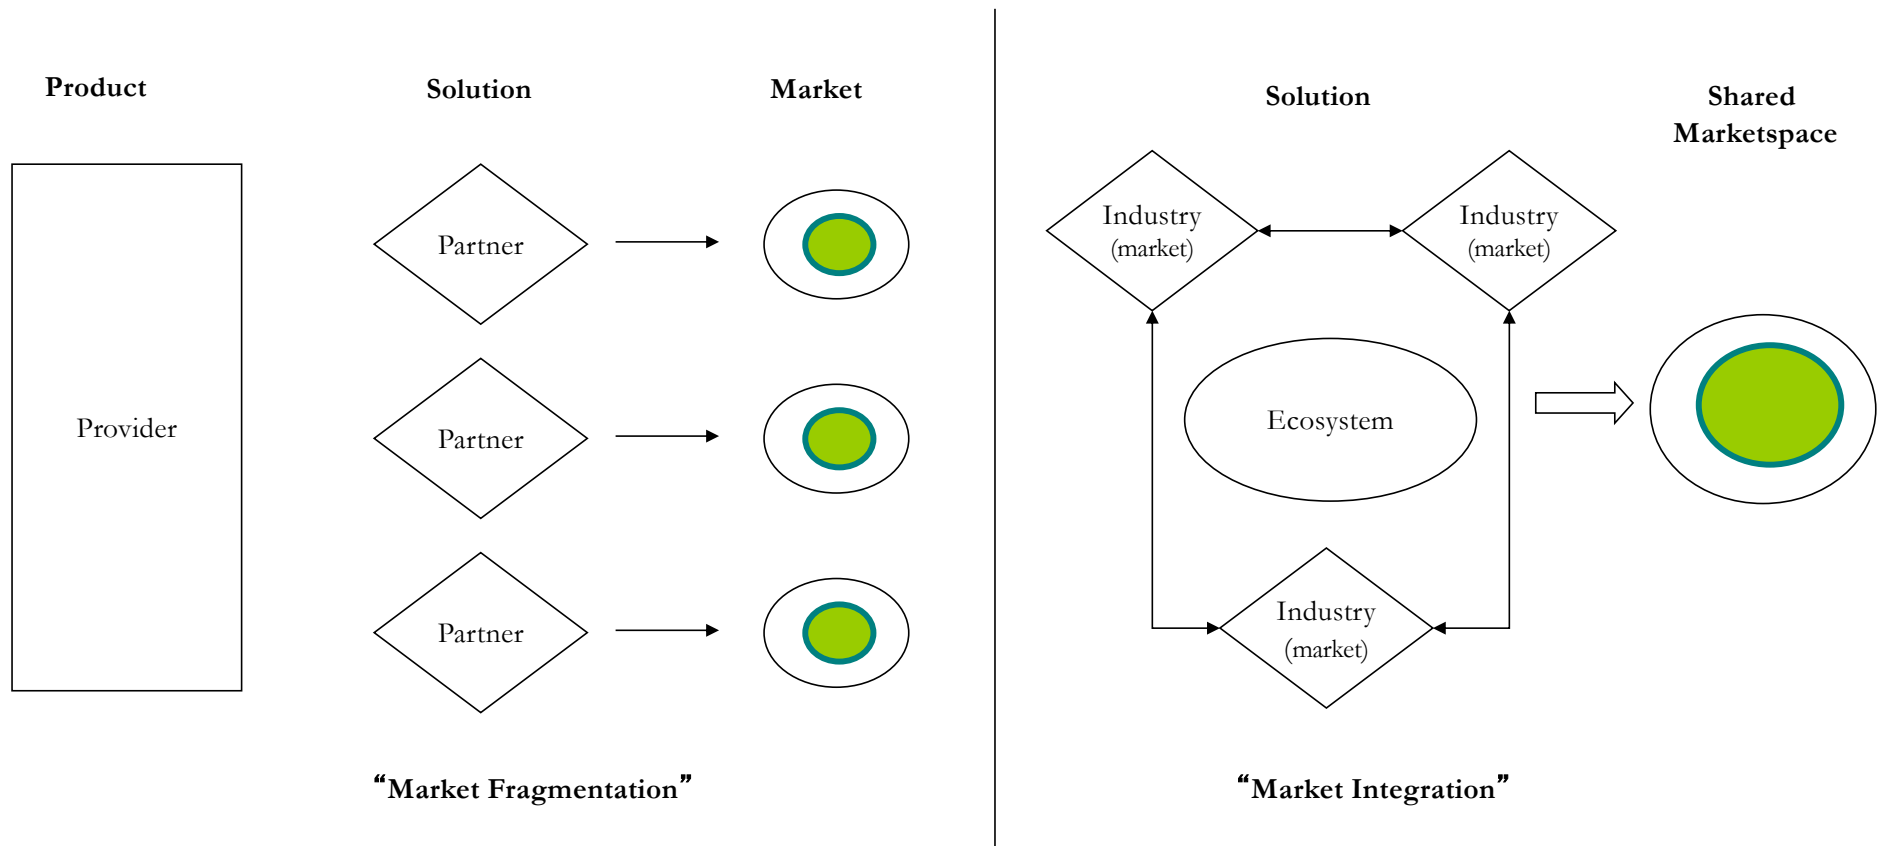 Product
Solution
Market
Provider
Partner
Partner
Partner
“Market Fragmentation”
Solution
Shared
Marketspace
Industry
(market)
Industry
(market)
Ecosystem
Industry
(market)
“Market Integration”